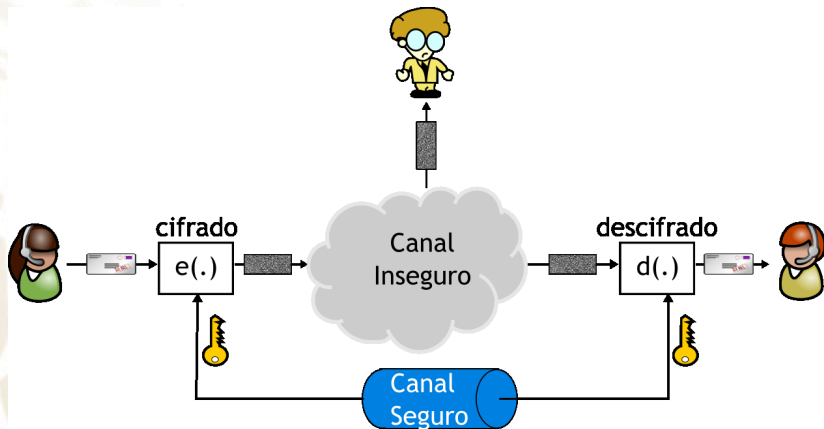 cifrado
e(.)
Canal
Inseguro
descifrado
d(.)
Canal
Seguro